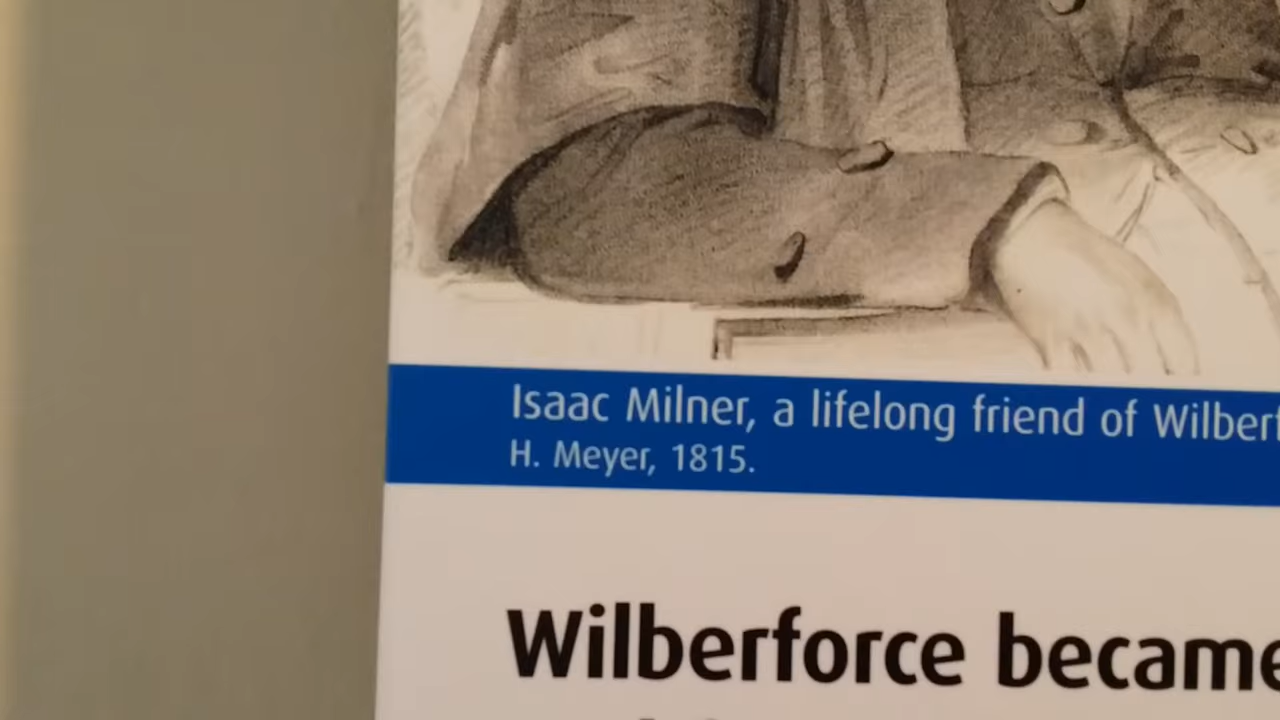 Isaac Milner, a lifelong friend of
H. Meyer, 1815.
Wilberforce became